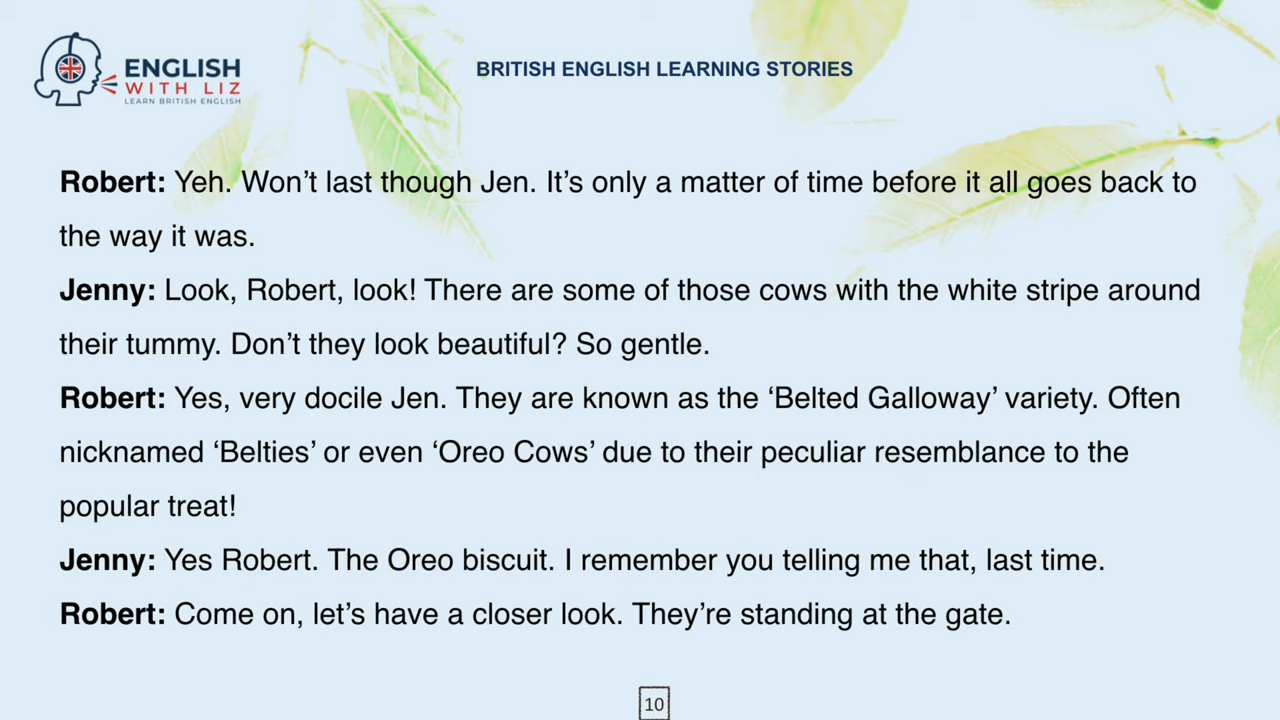 ENGLISH
WITH LIZ
LEARN BRITISH ENGLISH
BRITISH ENGLISH LEARNING STORIES
Robert: Yeh. Won’t last though Jen. It’s only a matter of time before it all goes back to
the way it was.
Jenny: Look, Robert, look! There are some of those cows with the white stripe around
their tummy. Don’t they look beautiful? So gentle.
Robert: Yes, very docile Jen. They are known as the ‘Belted Galloway’ variety. Often
nicknamed ‘Belties’ or even ‘Oreo Cows’ due to their peculiar resemblance to the
popular treat!
Jenny: Yes Robert. The Oreo biscuit. I remember you telling me that, last time.
Robert: Come on, let’s have a closer look. They’re standing at the gate.
10